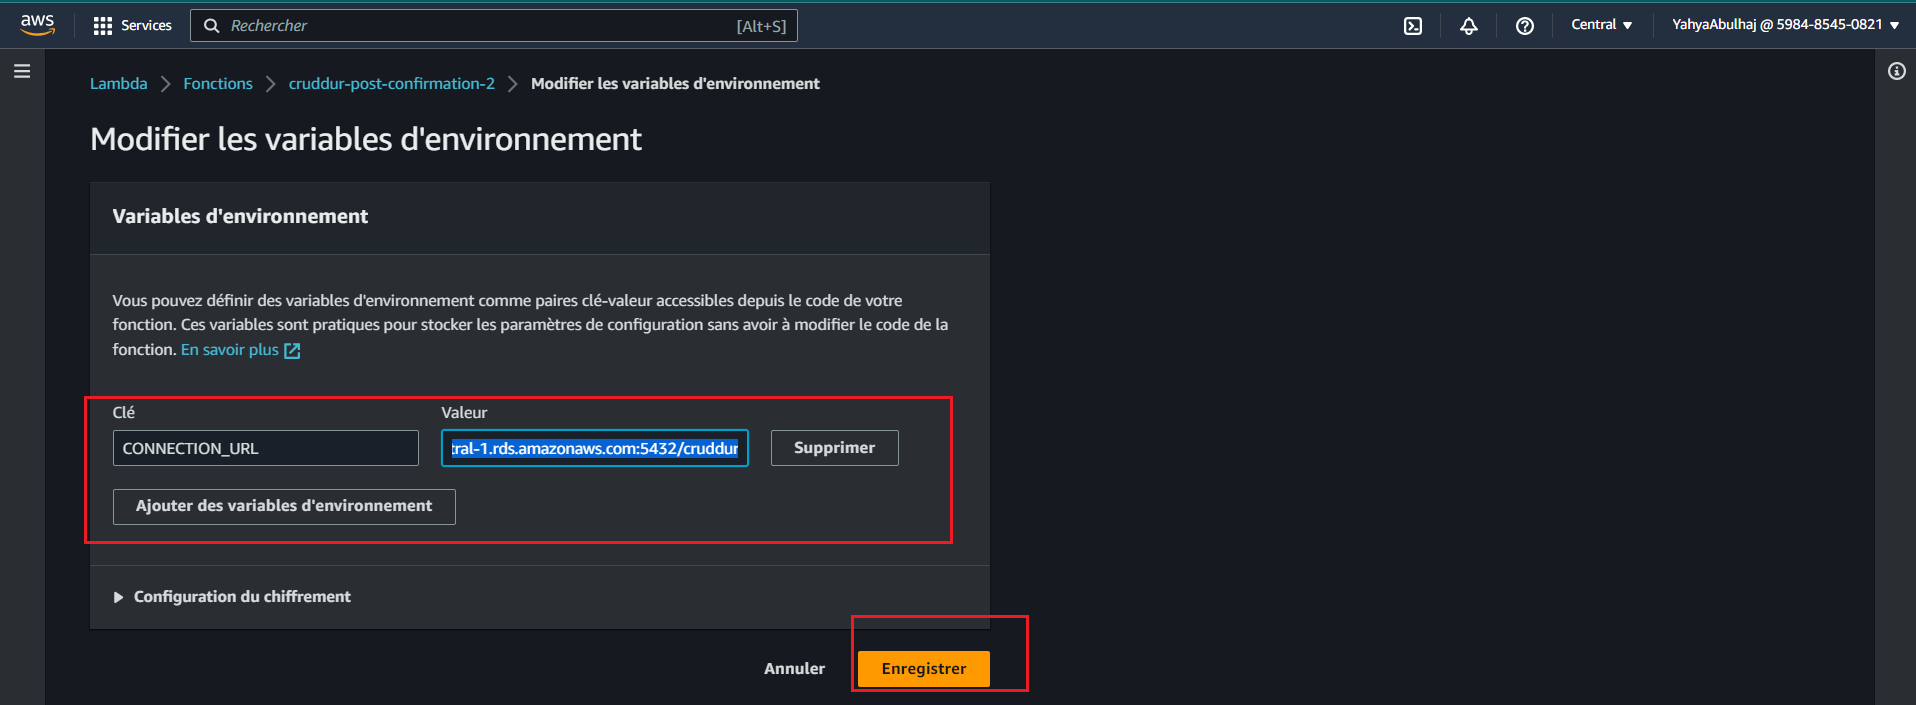 aws Services Rechercher [Alt+S] Central YahyaAbulhaj @ 5984-8545-0821
Lambda Fonctions cruddur-post-confirmation-2 Modifier les variables d'environnement
Modifier les variables d'environnement
Variables d'environnement
Vous pouvez définir des variables d'environnement comme paires clé-valeur accessibles depuis le code de votre
fonction. Ces variables sont pratiques pour stocker les paramètres de configuration sans avoir à modifier le code de la
fonction. En savoir plus
Clé Valeur
CONNECTION_URL tral-1.rds.amazonaws.com:5432/cruddur Supprimer
Ajouter des variables d'environnement
Configuration du chiffrement
Annuler Enregistrer